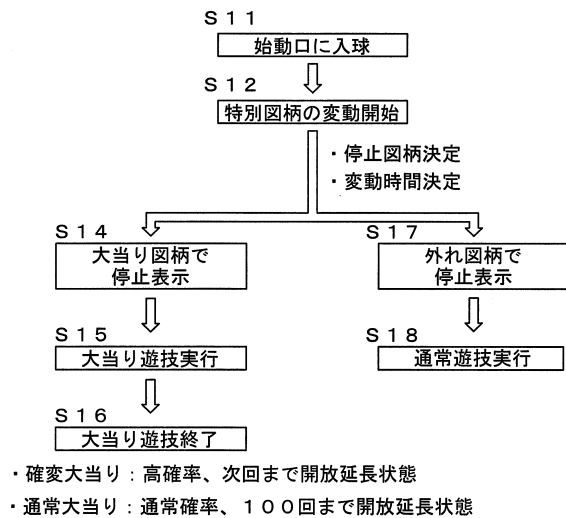 S11
始動口に入球
S12
特別図柄の変動開始
・停止図柄決定
・変動時間決定
S14
大当り図柄で
停止表示
S17
外れ図柄で
停止表示
S15
大当り遊技実行
S18
通常遊技実行
S16
大当り遊技終了
・確変大当り：高確率、次回まで開放延長状態
・通常大当り：通常確率、１００回まで開放延長状態